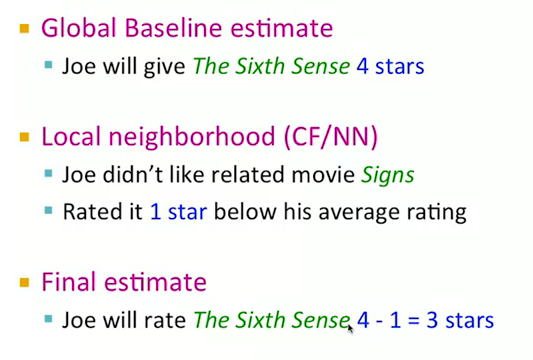 Global Baseline estimate
Joe will give The Sixth Sense 4 stars
Local neighborhood (CF/NN)
Joe didn't like related movie Signs
Rated it 1 star below his average rating
Final estimate
Joe will rate The Sixth Sense 4 - 1 = 3 stars